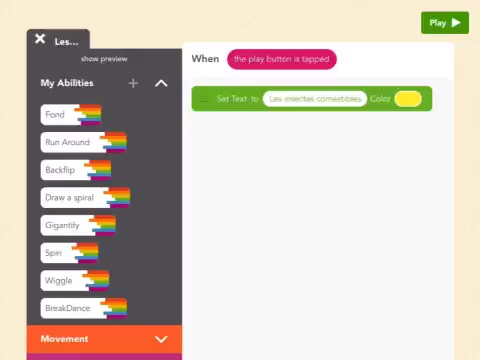 Play
Les...
show preview
When the play button is tapped
My Abilities
Set Text to Les insectes comestibles Color
Fond
Run Around
Backflip
Draw a spiral
Gigantify
Spin
Wiggle
BreakDance
Movement